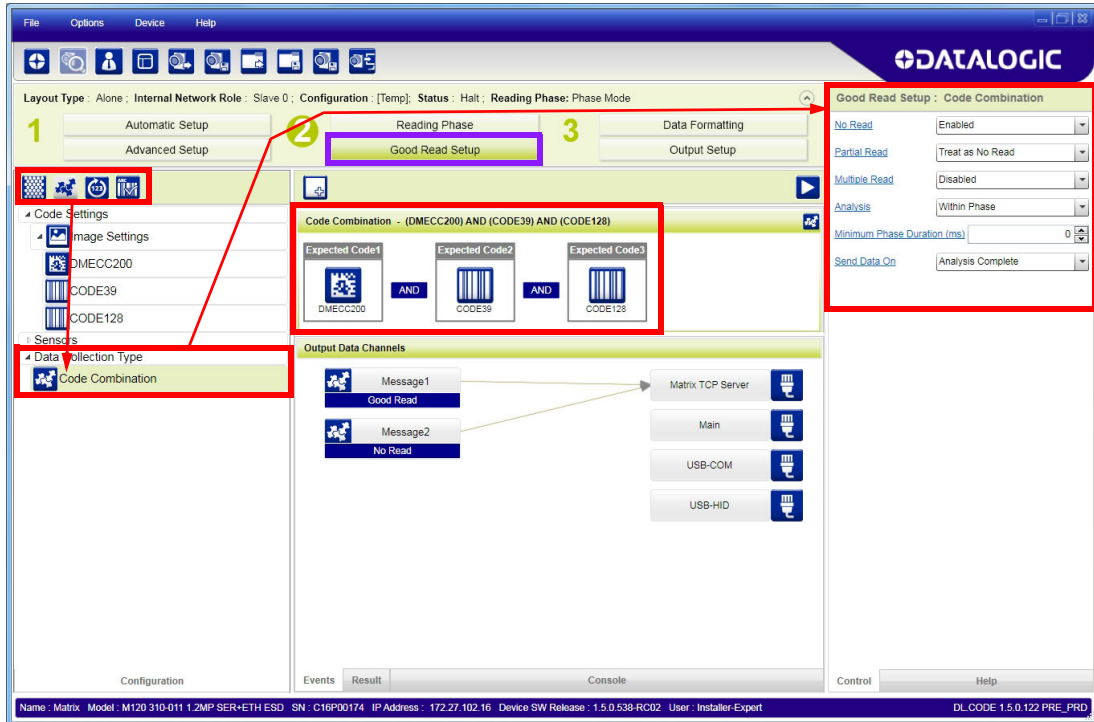 File Options Device Help
DATALOGIC
Layout Type : Alone ; Internal Network Role : Slave 0 ; Configuration : [Temp]; Status : Halt ; Reading Phase: Phase Mode
1 Automatic Setup
Advanced Setup
2 Reading Phase
Good Read Setup
3 Data Formatting
Output Setup
Code Settings
Image Settings
DMECC200
CODE39
CODE128
Sensors
Data Collection Type
Code Combination
Configuration
Code Combination - (DMECC200) AND (CODE39) AND (CODE128)
Expected Code1 Expected Code2 Expected Code3
AND AND
DMECC200 CODE39 CODE128
Output Data Channels
Message1
Good Read
Message2
No Read
Matrix TCP Server
Main
USB-COM
USB-HID
Events Result Console
Good Read Setup : Code Combination
No Read Enabled
Partial Read Treat as No Read
Multiple Read Disabled
Analysis Within Phase
Minimum Phase Duration (ms) 0
Send Data On Analysis Complete
Control Help
Name : Matrix Model : M120 310-011 1.2MP SER+ETH ESD SN : C16P00174 IP Address : 172.27.102.16 Device SW Release : 1.5.0.538-RC02 User : Installer-Expert DL.CODE 1.5.0.122 PRE_PRD